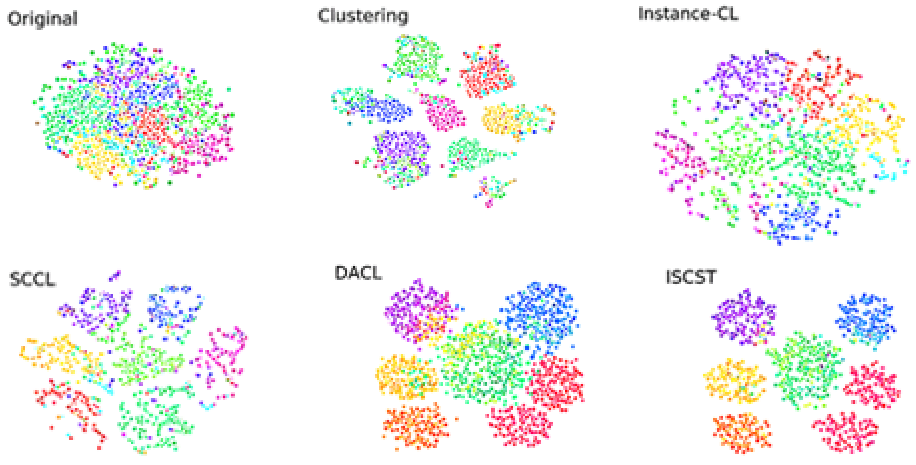 Original
Clustering
Instance-CL
SCCL
DACL
ISCST